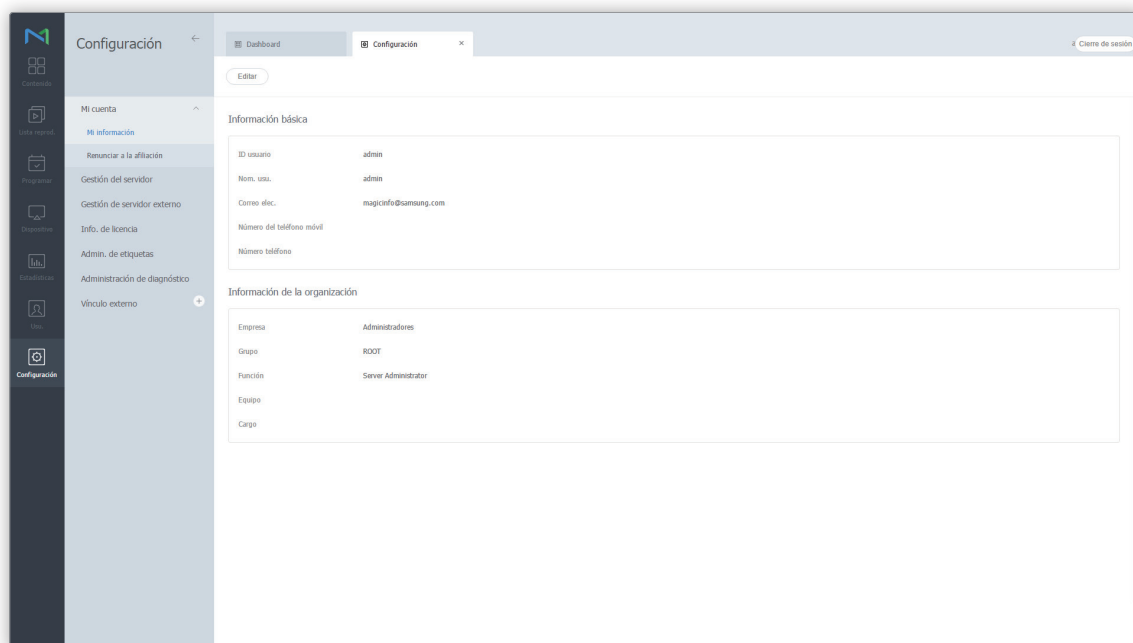 Contenido
Lista reprod.
Programar
Dispositivo
Estadísticas
Usu.
Configuración
Configuración
Mi cuenta
Mi información
Renunciar a la afiliación
Gestión del servidor
Gestión de servidor externo
Info. de licencia
Admin. de etiquetas
Administración de diagnóstico
Vínculo externo
Dashboard
Configuración
Cierre de sesión
Editar
Información básica
ID usuario admin
Nom. usu. admin
Correo elec. magicinfo@samsung.com
Número del teléfono móvil
Número teléfono
Información de la organización
Empresa Administradores
Grupo ROOT
Función Server Administrator
Equipo
Cargo